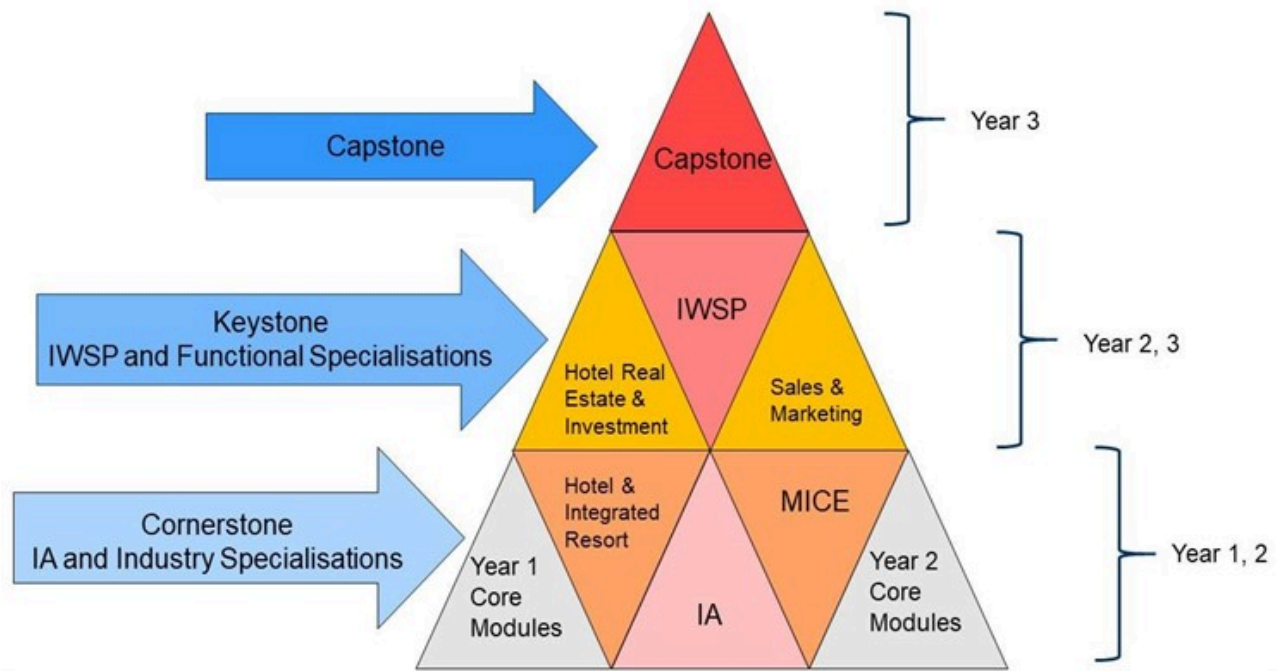 Capstone
Capstone
Year 3
Keystone
IWSP and Functional Specialisations
IWSP
Hotel Real
Estate &
Investment
Sales &
Marketing
Year 2, 3
Cornerstone
IA and Industry Specialisations
Year 1
Core
Modules
Hotel &
Integrated
Resort
IA
MICE
Year 2
Core
Modules
Year 1, 2